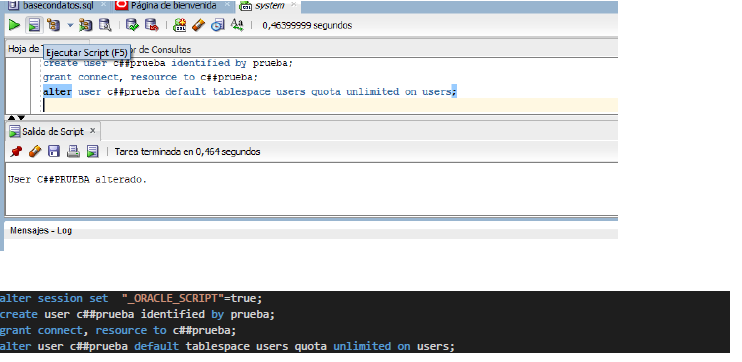 basecondatos.sql × Página de bienvenida × system ×
0,46399999 segundos
Hoja de
Ejecutar Script (F5)
or de Consultas
create user c##prueba identified by prueba;
grant connect, resource to c##prueba;
alter user c##prueba default tablespace users quota unlimited on users;
Salida de Script ×
Tarea terminada en 0,464 segundos
User C##PRUEBA alterado.
Mensajes - Log
alter session set "_ORACLE_SCRIPT"=true;
create user c##prueba identified by prueba;
grant connect, resource to c##prueba;
alter user c##prueba default tablespace users quota unlimited on users;